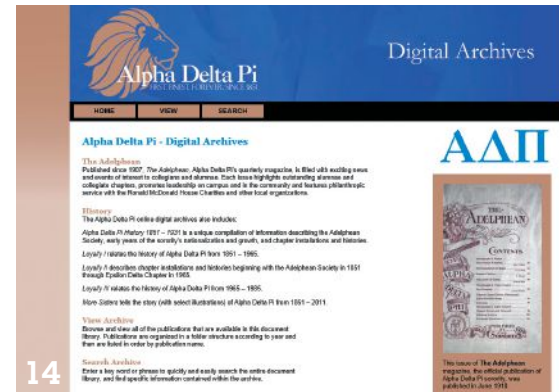 Alpha Delta Pi
FIRST. FINEST. FOREVER. SINCE 1851
Digital Archives
HOME VIEW SEARCH
Alpha Delta Pi - Digital Archives
The Adelphean
Published since 1907, The Adelphean, Alpha Delta Pi's quarterly magazine, is filled with exciting news
and events of interest to collegians and alumnae. Each issue highlights outstanding alumnae and
collegiate chapters, promotes leadership on campus and in the community and features philanthropic
service with the Ronald McDonald House Charities and other local organizations.
History
The Alpha Delta Pi online digital archives also includes:
Alpha Delta Pi History 1851 – 1931 is a unique compilation of information describing the Adelphean
Society, early years of the sorority's nationalization and growth, and chapter installations and histories.
Loyally I relates the history of Alpha Delta Pi from 1851 – 1965.
Loyally II describes chapter installations and histories beginning with the Adelphean Society in 1851
through Epsilon Delta Chapter in 1965.
Loyally III relates the history of Alpha Delta Pi from 1965 – 1985.
More Sisters tells the story (with select illustrations) of Alpha Delta Pi from 1851 – 2011.
View Archive
Browse and view all of the publications that are available in this document
library. Publications are organized in a folder structure according to year and
then are listed in order by publication name.
Search Archive
Enter a key word or phrase to quickly and easily search the entire document
library, and find specific information contained within the archive.
14
ΑΔΠ
THE
ADELPHEAN
CONTENTS
This issue of The Adelphean
magazine, the official publication of
Alpha Delta Pi sorority, was
published in June 1910.